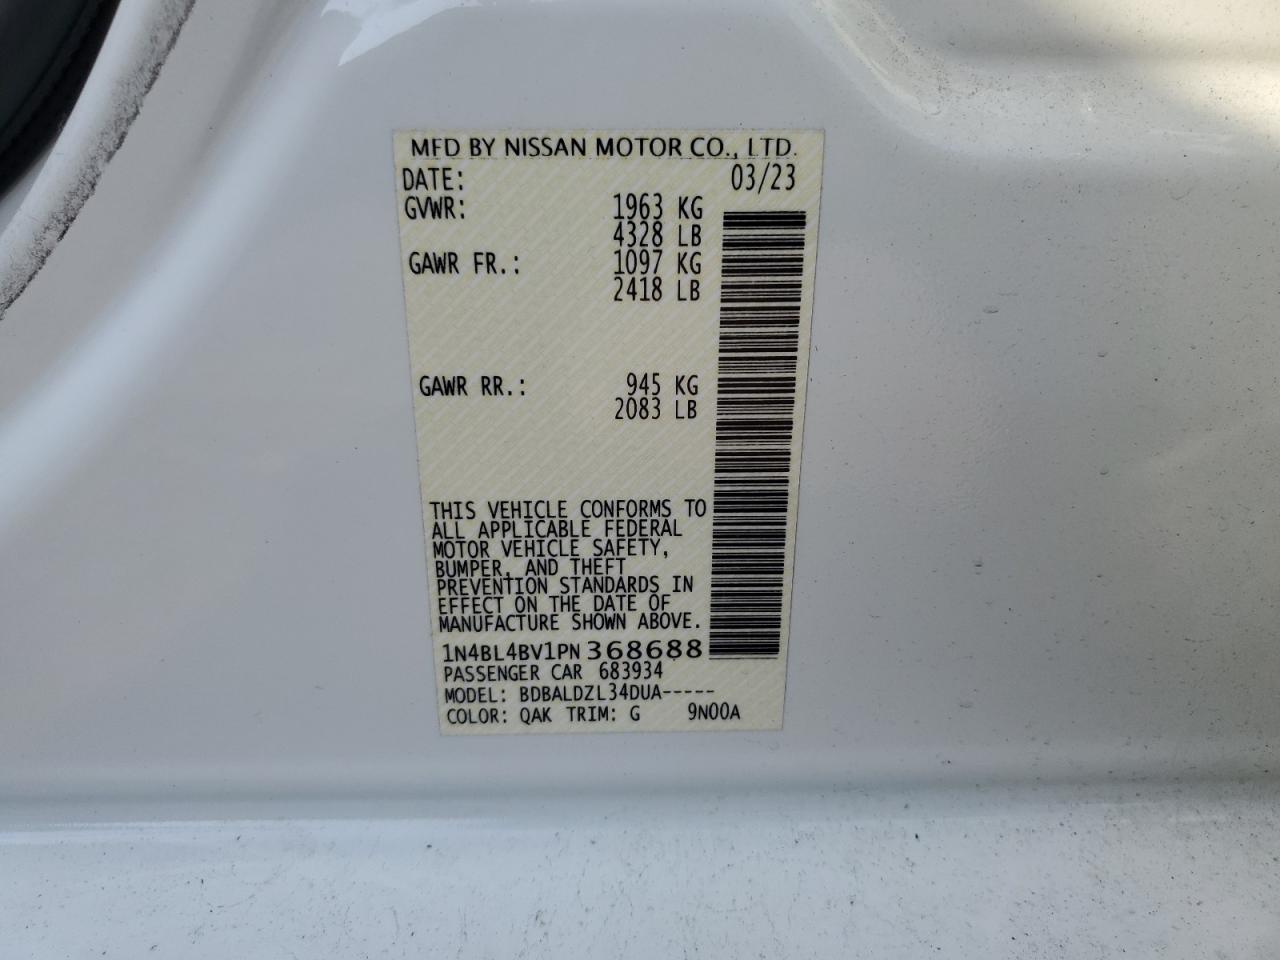 MFD BY NISSAN MOTOR CO., LTD.
DATE: 03/23
GVWR: 1963 KG
4328 LB
GAWR FR.: 1097 KG
2418 LB
GAWR RR.: 945 KG
2083 LB
THIS VEHICLE CONFORMS TO
ALL APPLICABLE FEDERAL
MOTOR VEHICLE SAFETY,
BUMPER, AND THEFT
PREVENTION STANDARDS IN
EFFECT ON THE DATE OF
MANUFACTURE SHOWN ABOVE.
1N4BL4BV1PN368688
PASSENGER CAR 683934
MODEL: BDBALDZL34DUA-----
COLOR: QAK TRIM: G 9N00A